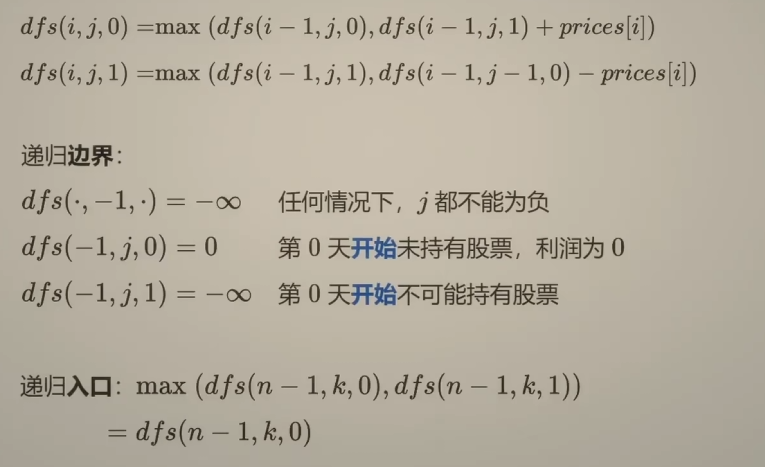 dfs(i, j, 0) =max (dfs(i − 1, j, 0), dfs(i − 1, j, 1) + prices[i])
dfs(i, j, 1) =max (dfs(i − 1, j, 1), dfs(i − 1, j − 1, 0) − prices[i])
递归边界：
dfs(·, −1, ·) = −∞ 任何情况下，j 都不能为负
dfs(−1, j, 0) = 0 第 0 天开始未持有股票，利润为 0
dfs(−1, j, 1) = −∞ 第 0 天开始不可能持有股票
递归入口：max (dfs(n − 1, k, 0), dfs(n − 1, k, 1))
= dfs(n − 1, k, 0)